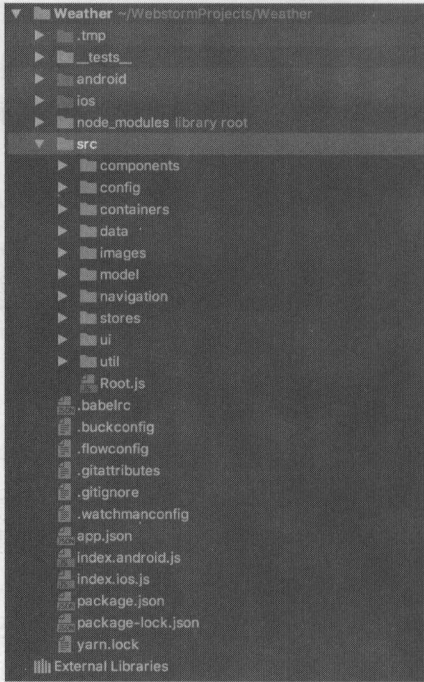 Weather ~/WebstormProjects/Weather
.tmp
__tests__
android
ios
node_modules library root
src
components
config
containers
data
images
model
navigation
stores
ui
util
Root.js
.babelrc
.buckconfig
.flowconfig
.gitattributes
.gitignore
.watchmanconfig
app.json
index.android.js
index.ios.js
package.json
package-lock.json
yarn.lock
External Libraries